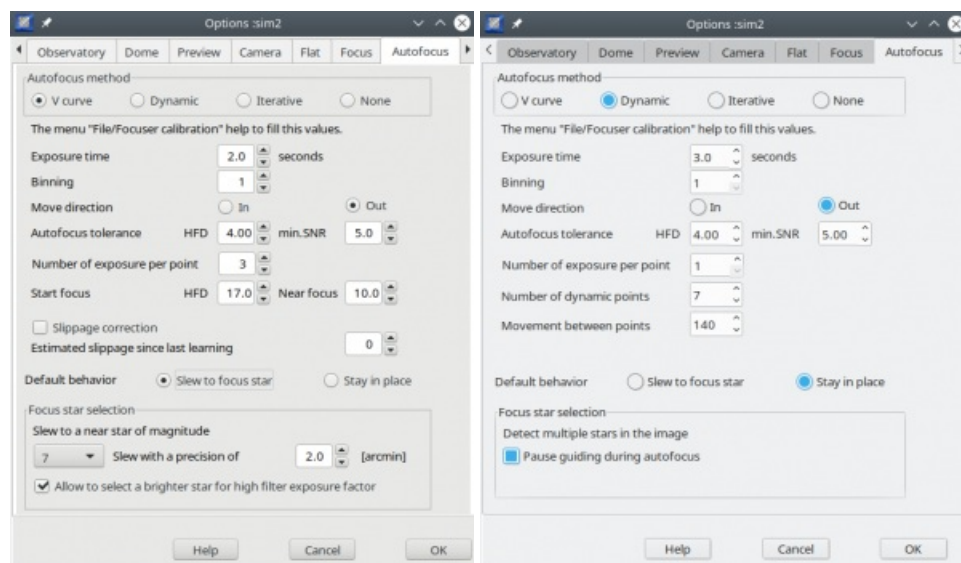 Options :sim2
Observatory Dome Preview Camera Flat Focus Autofocus
Autofocus method
V curve Dynamic Iterative None
The menu "File/Focuser calibration" help to fill this values.
Exposure time 2.0 seconds
Binning 1
Move direction In Out
Autofocus tolerance HFD 4.00 min.SNR 5.0
Number of exposure per point 3
Start focus HFD 17.0 Near focus 10.0
Slippage correction
Estimated slippage since last learning 0
Default behavior Slew to focus star Stay in place
Focus star selection
Slew to a near star of magnitude
7 Slew with a precision of 2.0 [arcmin]
Allow to select a brighter star for high filter exposure factor
Help Cancel OK
Options :sim2
Observatory Dome Preview Camera Flat Focus Autofocus
Autofocus method
V curve Dynamic Iterative None
The menu "File/Focuser calibration" help to fill this values.
Exposure time 3.0 seconds
Binning 1
Move direction In Out
Autofocus tolerance HFD 4.00 min.SNR 5.00
Number of exposure per point 1
Number of dynamic points 7
Movement between points 140
Default behavior Slew to focus star Stay in place
Focus star selection
Detect multiple stars in the image
Pause guiding during autofocus
Help Cancel OK